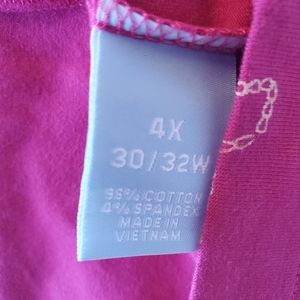 4X
30/32W
96% COTTON
4% SPANDEX
MADE IN
VIETNAM